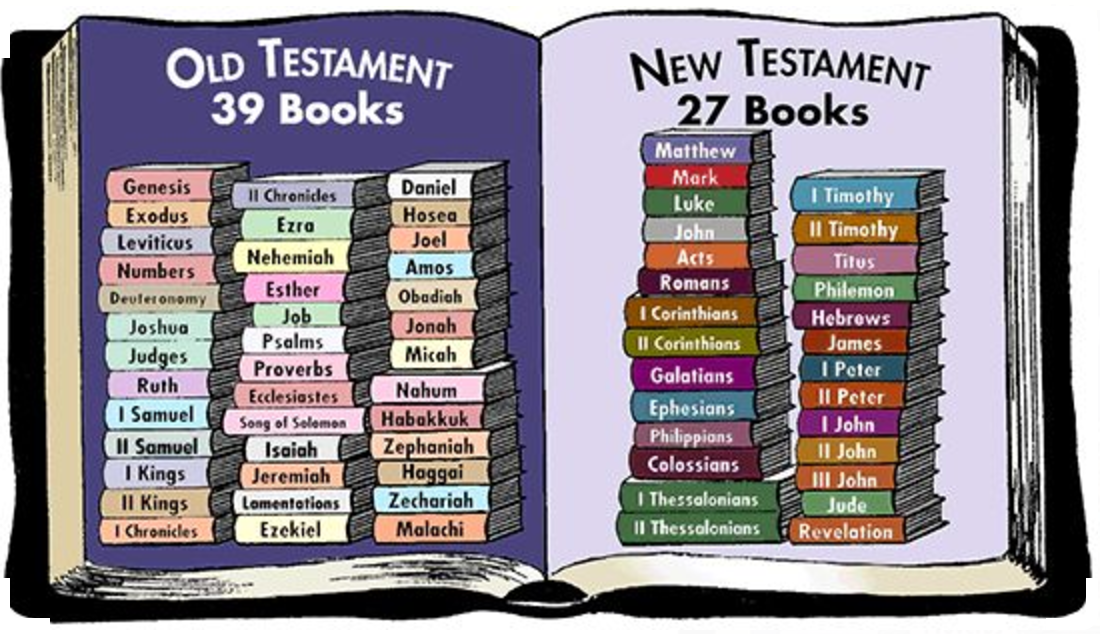 OLD TESTAMENT
39 Books
Genesis
Exodus
Leviticus
Numbers
Deuteronomy
Joshua
Judges
Ruth
I Samuel
II Samuel
I Kings
II Kings
I Chronicles
II Chronicles
Ezra
Nehemiah
Esther
Job
Psalms
Proverbs
Ecclesiastes
Song of Solomon
Isaiah
Jeremiah
Lamentations
Ezekiel
Daniel
Hosea
Joel
Amos
Obadiah
Jonah
Micah
Nahum
Habakkuk
Zephaniah
Haggai
Zechariah
Malachi
NEW TESTAMENT
27 Books
Matthew
Mark
Luke
John
Acts
Romans
I Corinthians
II Corinthians
Galatians
Ephesians
Philippians
Colossians
I Thessalonians
II Thessalonians
I Timothy
II Timothy
Titus
Philemon
Hebrews
James
I Peter
II Peter
I John
II John
III John
Jude
Revelation